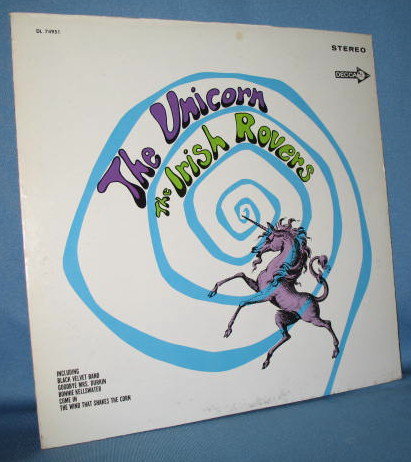 DL 74951
STEREO
DECCA
The Unicorn
The Irish Rovers
INCLUDING
BLACK VELVET BAND
GOODBYE MRS. DURKIN
BONNIE KELLSWATER
COME IN
THE WIND THAT SHAKES THE CORN